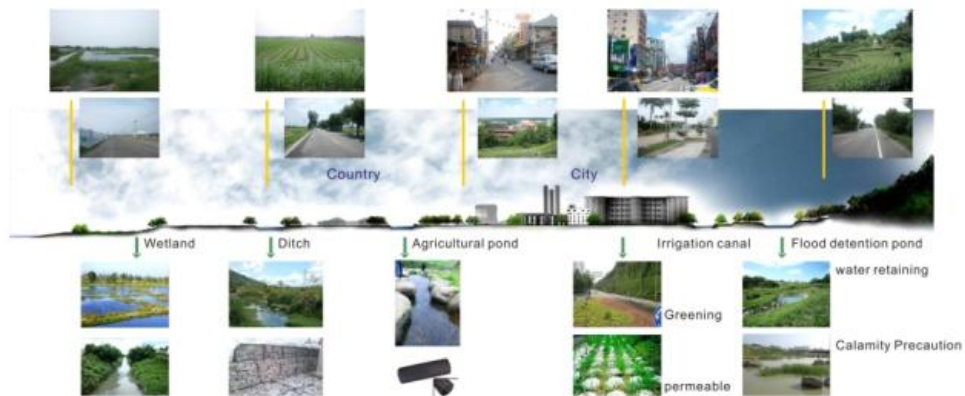 Country
City
Wetland
Ditch
Agricultural pond
Irrigation canal
Flood detention pond
water retaining
Greening
Calamity Precaution
permeable